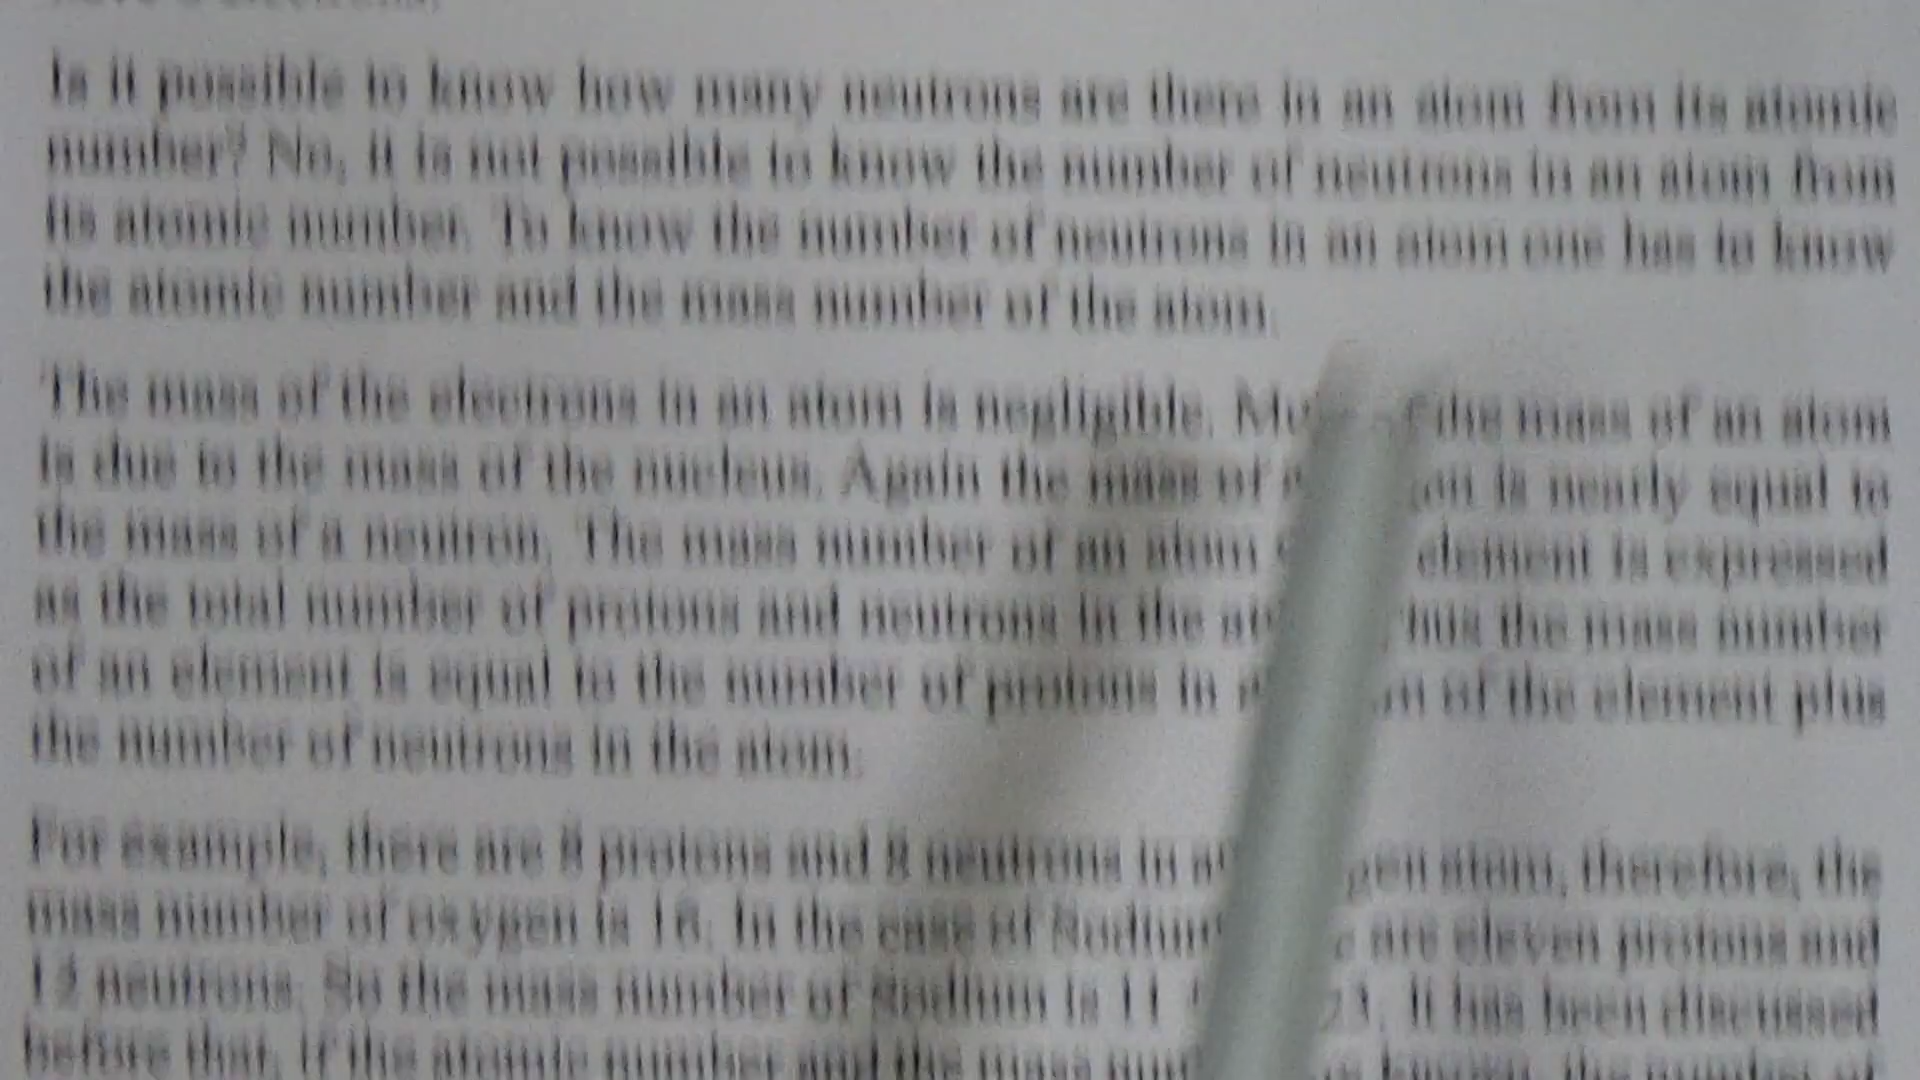 Is it possible to know how many neutrons are there in an atom from its atomic
number? No, it is not possible to know the number of neutrons in an atom from
its atomic number. To know the number of neutrons in an atom one has to know
the atomic number and the mass number of the atom.
The mass of the electrons in an atom is negligible. the mass of an atom
is due to the mass of the nucleus. Again the mass of is nearly equal to
the mass of a neutron. The mass number of an atom element is expressed
as the total number of protons and neutrons in the the mass number
of an element is equal to the number of protons in of the element plus
the number of neutrons in the atom.
For example, there are 8 protons and 8 neutrons in atom, therefore, the
mass number of oxygen is 16. In the case of Sodium are eleven protons and
12 neutrons. So the mass number of Sodium is 11 23. It has been discussed
before that, if the atomic number and the mass known, the number of